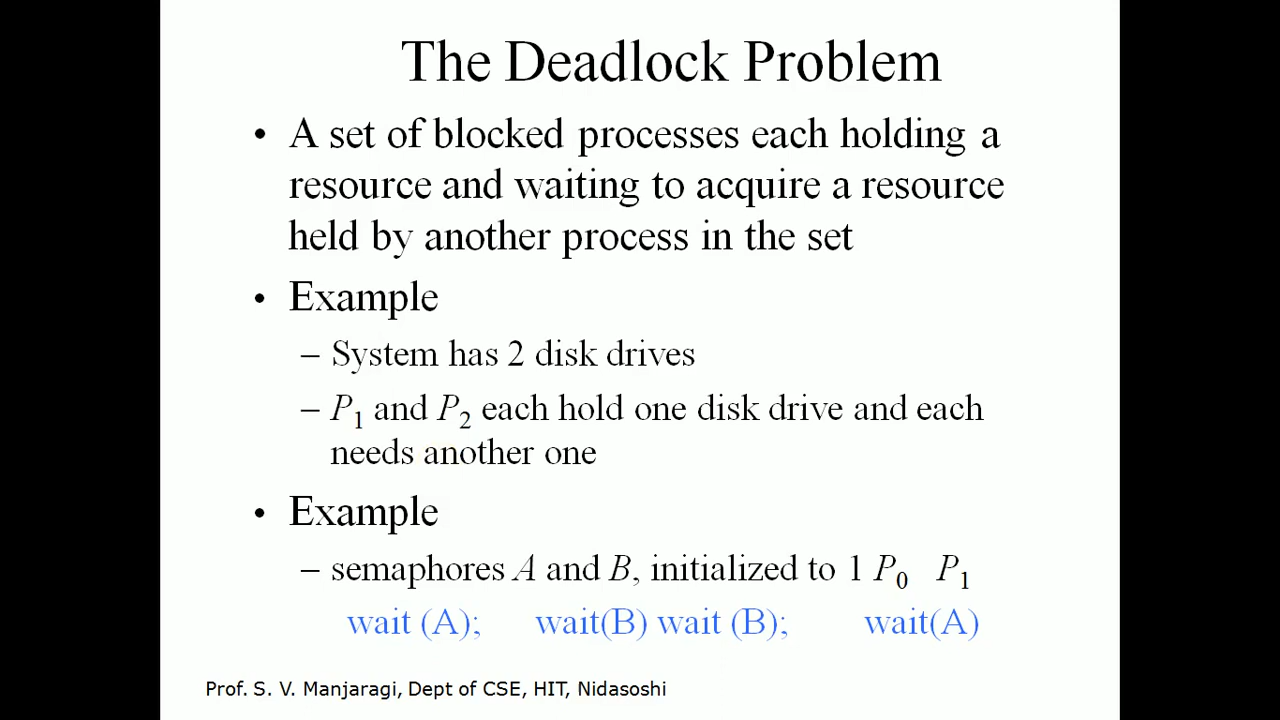 The Deadlock Problem
• A set of blocked processes each holding a
resource and waiting to acquire a resource
held by another process in the set
• Example
– System has 2 disk drives
– P1 and P2 each hold one disk drive and each
needs another one
• Example
– semaphores A and B, initialized to 1 P0 P1
wait (A); wait(B) wait (B); wait(A)
Prof. S. V. Manjaragi, Dept of CSE, HIT, Nidasoshi